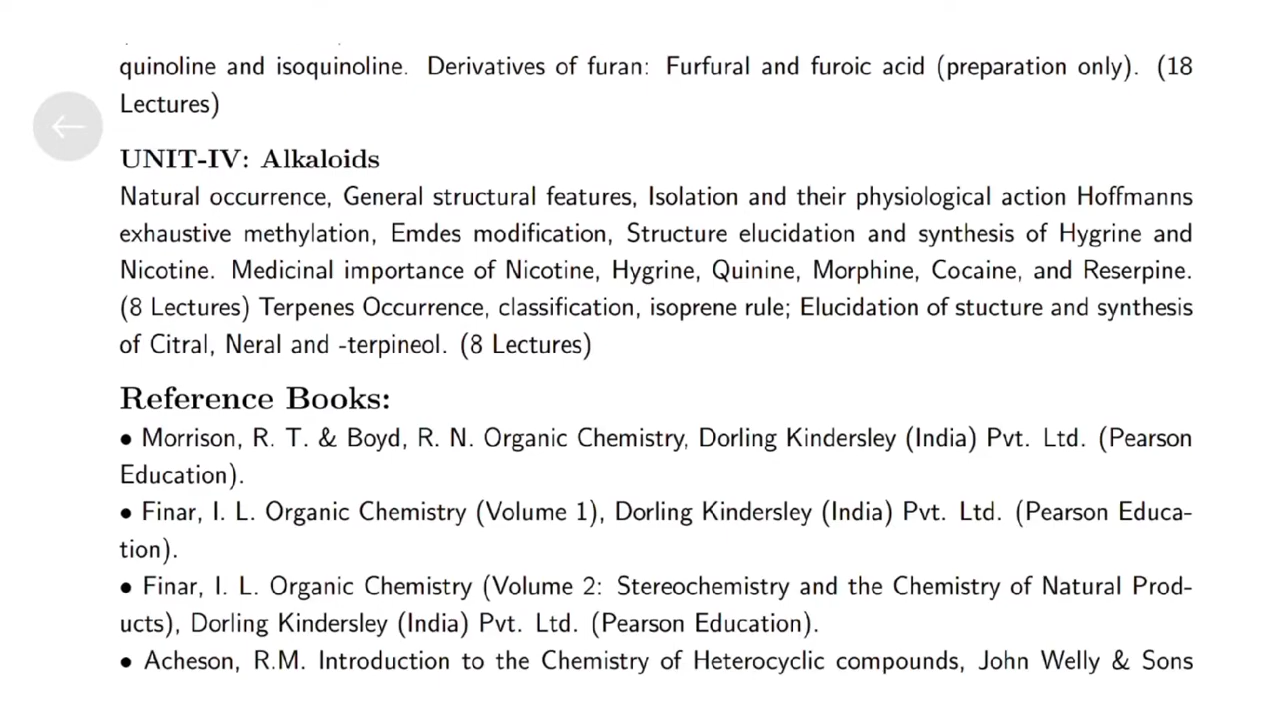 quinoline and isoquinoline. Derivatives of furan: Furfural and furoic acid (preparation only). (18
Lectures)
UNIT-IV: Alkaloids
Natural occurrence, General structural features, Isolation and their physiological action Hoffmanns
exhaustive methylation, Emdes modification, Structure elucidation and synthesis of Hygrine and
Nicotine. Medicinal importance of Nicotine, Hygrine, Quinine, Morphine, Cocaine, and Reserpine.
(8 Lectures) Terpenes Occurrence, classification, isoprene rule; Elucidation of stucture and synthesis
of Citral, Neral and -terpineol. (8 Lectures)
Reference Books:
• Morrison, R. T. & Boyd, R. N. Organic Chemistry, Dorling Kindersley (India) Pvt. Ltd. (Pearson
Education).
• Finar, I. L. Organic Chemistry (Volume 1), Dorling Kindersley (India) Pvt. Ltd. (Pearson Educa-
tion).
• Finar, I. L. Organic Chemistry (Volume 2: Stereochemistry and the Chemistry of Natural Prod-
ucts), Dorling Kindersley (India) Pvt. Ltd. (Pearson Education).
• Acheson, R.M. Introduction to the Chemistry of Heterocyclic compounds, John Welly & Sons